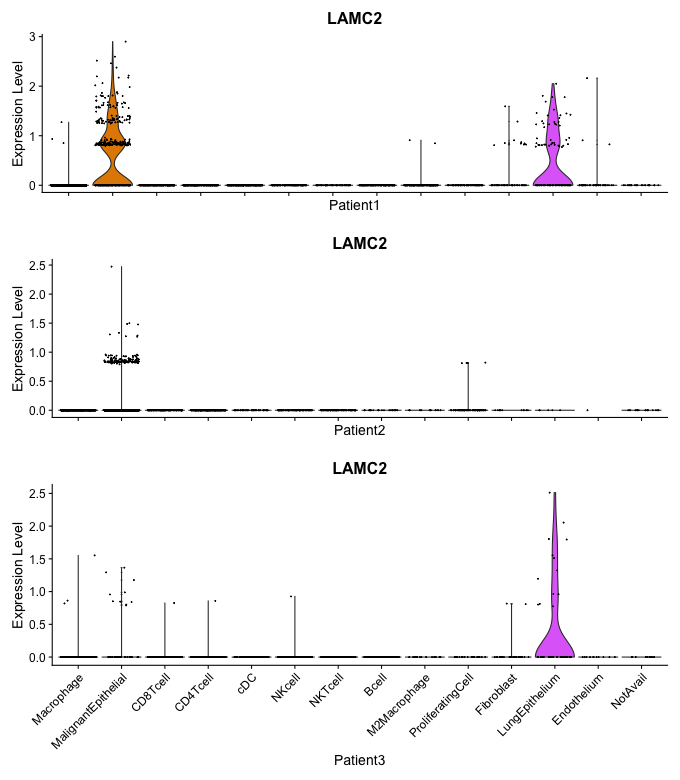 LAMC2
Expression Level
3
2
1
0
Patient1
LAMC2
Expression Level
2.5
2.0
1.5
1.0
0.5
0.0
Patient2
LAMC2
Expression Level
2.5
2.0
1.5
1.0
0.5
0.0
Macrophage
MalignantEpithelial
CD8Tcell
CD4Tcell
cDC
NKcell
NKTcell
Bcell
M2Macrophage
ProliferatingCell
Fibroblast
LungEpithelium
Endothelium
NotAvail
Patient3